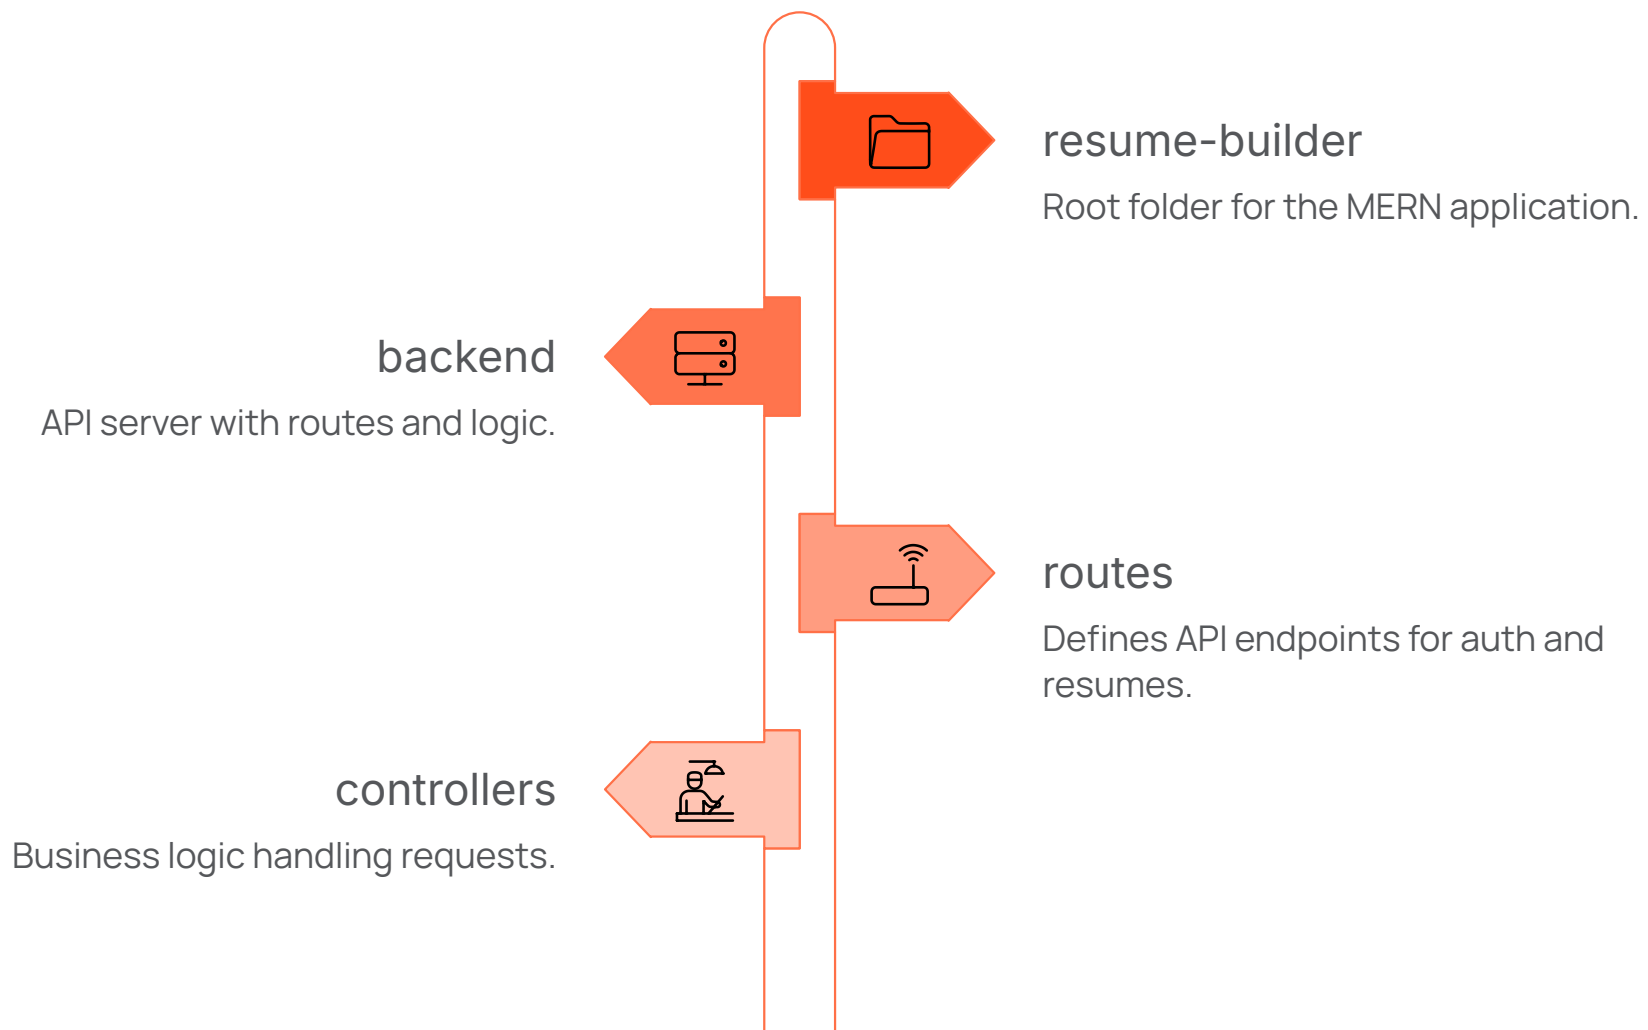 resume-builder
Root folder for the MERN application.
backend
API server with routes and logic.
routes
Defines API endpoints for auth and
resumes.
controllers
Business logic handling requests.